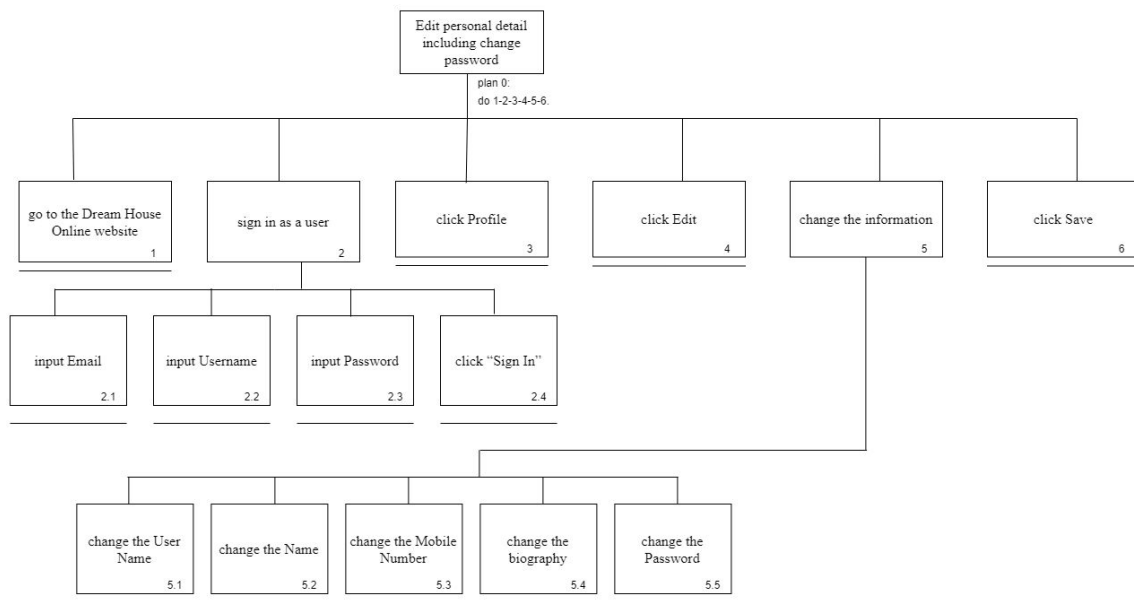 Edit personal detail
including change
password
plan 0:
do 1-2-3-4-5-6.
go to the Dream House
Online website
1
sign in as a user
2
click Profile
3
click Edit
4
change the information
5
click Save
6
input Email
2.1
input Username
2.2
input Password
2.3
click “Sign In”
2.4
change the User
Name
5.1
change the Name
5.2
change the Mobile
Number
5.3
change the
biography
5.4
change the
Password
5.5